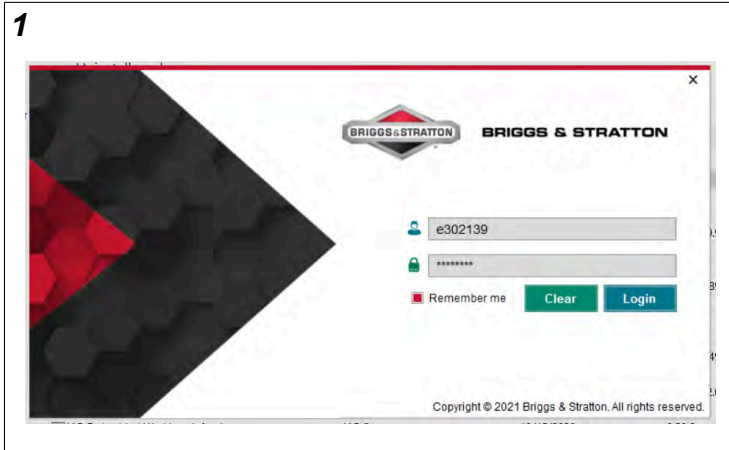 1
BRIGGS&STRATTON BRIGGS & STRATTON
e302139
********
Remember me Clear Login
Copyright © 2021 Briggs & Stratton. All rights reserved.